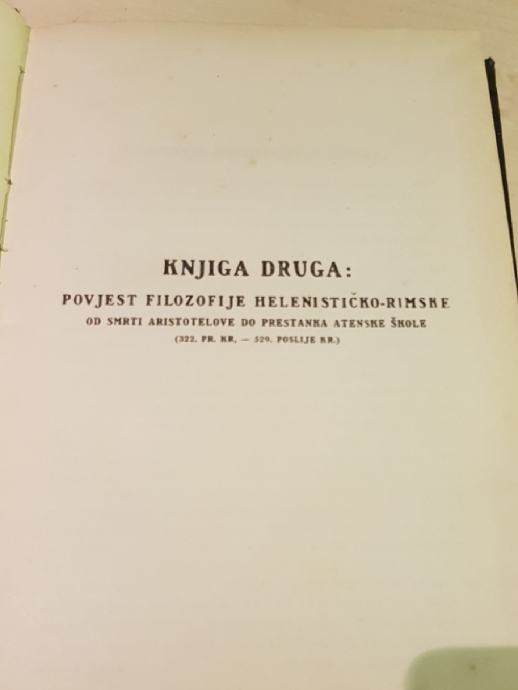 KNJIGA DRUGA:
POVJEST FILOZOFIJE HELENISTIČKO-RIMSKE
OD SMRTI ARISTOTELOVE DO PRESTANKA ATENSKE ŠKOLE
(322. PR. KR. — 529. POSLIJE KR.)